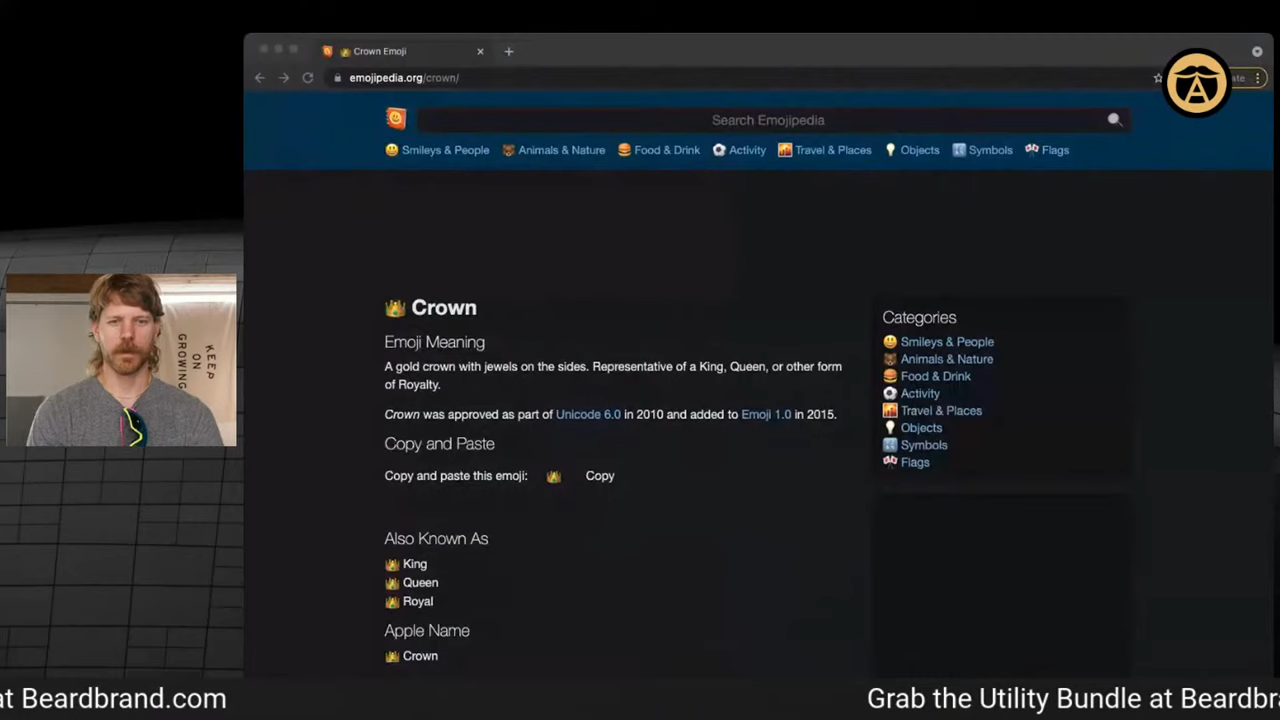 Crown Emoji
emojipedia.org/crown/
ate
A
Search Emojipedia
Smileys & People Animals & Nature Food & Drink Activity Travel & Places Objects Symbols Flags
👑 Crown
Emoji Meaning
A gold crown with jewels on the sides. Representative of a King, Queen, or other form
of Royalty.
Crown was approved as part of Unicode 6.0 in 2010 and added to Emoji 1.0 in 2015.
Copy and Paste
Copy and paste this emoji: 👑 Copy
Also Known As
👑 King
👑 Queen
👑 Royal
Apple Name
👑 Crown
Categories
Smileys & People
Animals & Nature
Food & Drink
Activity
Travel & Places
Objects
Symbols
Flags
KEEP
ON
GROWING
at Beardbrand.com
Grab the Utility Bundle at Beardbra